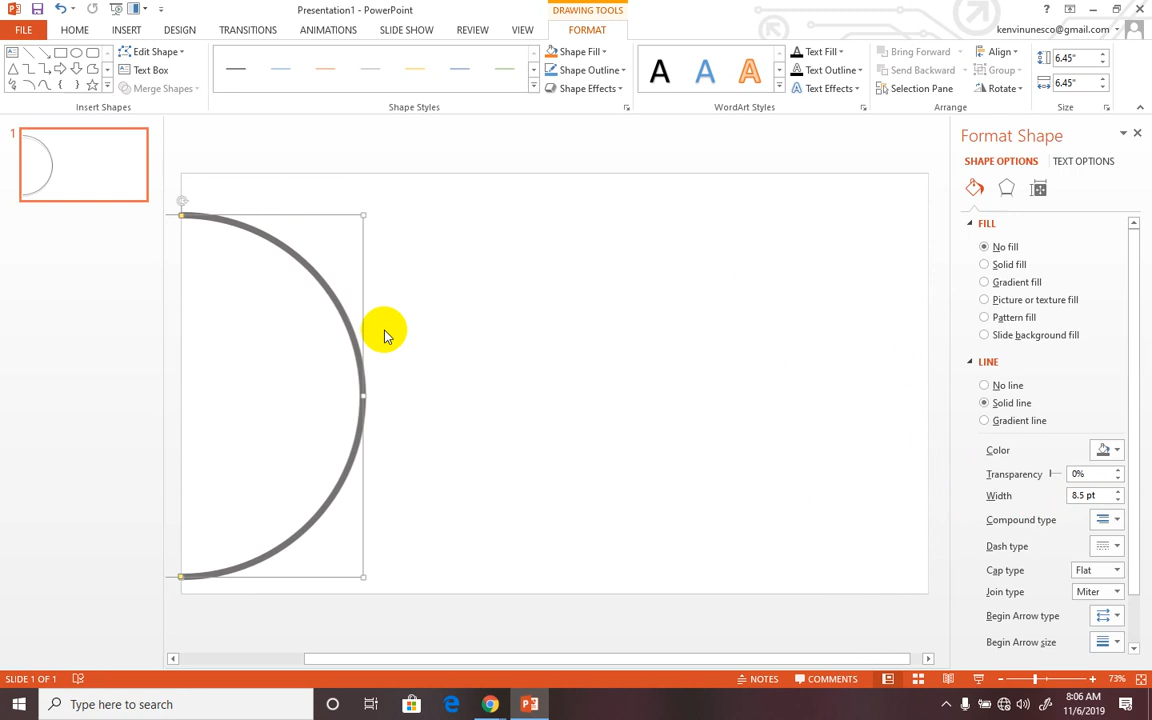 Presentation1 - PowerPoint
DRAWING TOOLS
?
FILE
HOME
INSERT
DESIGN
TRANSITIONS
ANIMATIONS
SLIDE SHOW
REVIEW
VIEW
FORMAT
kenvinunesco@gmail.com
Edit Shape
Text Box
Merge Shapes
Insert Shapes
Shape Fill
Shape Outline
Shape Effects
Shape Styles
A A A
Text Fill
Text Outline
Text Effects
WordArt Styles
Bring Forward
Send Backward
Selection Pane
Align
Group
Rotate
Arrange
6.45"
6.45"
Size
1
Format Shape
SHAPE OPTIONS
TEXT OPTIONS
FILL
No fill
Solid fill
Gradient fill
Picture or texture fill
Pattern fill
Slide background fill
LINE
No line
Solid line
Gradient line
Color
Transparency
0%
Width
8.5 pt
Compound type
Dash type
Cap type
Flat
Join type
Miter
Begin Arrow type
Begin Arrow size
SLIDE 1 OF 1
NOTES
COMMENTS
73%
Type here to search
8:06 AM
11/6/2019